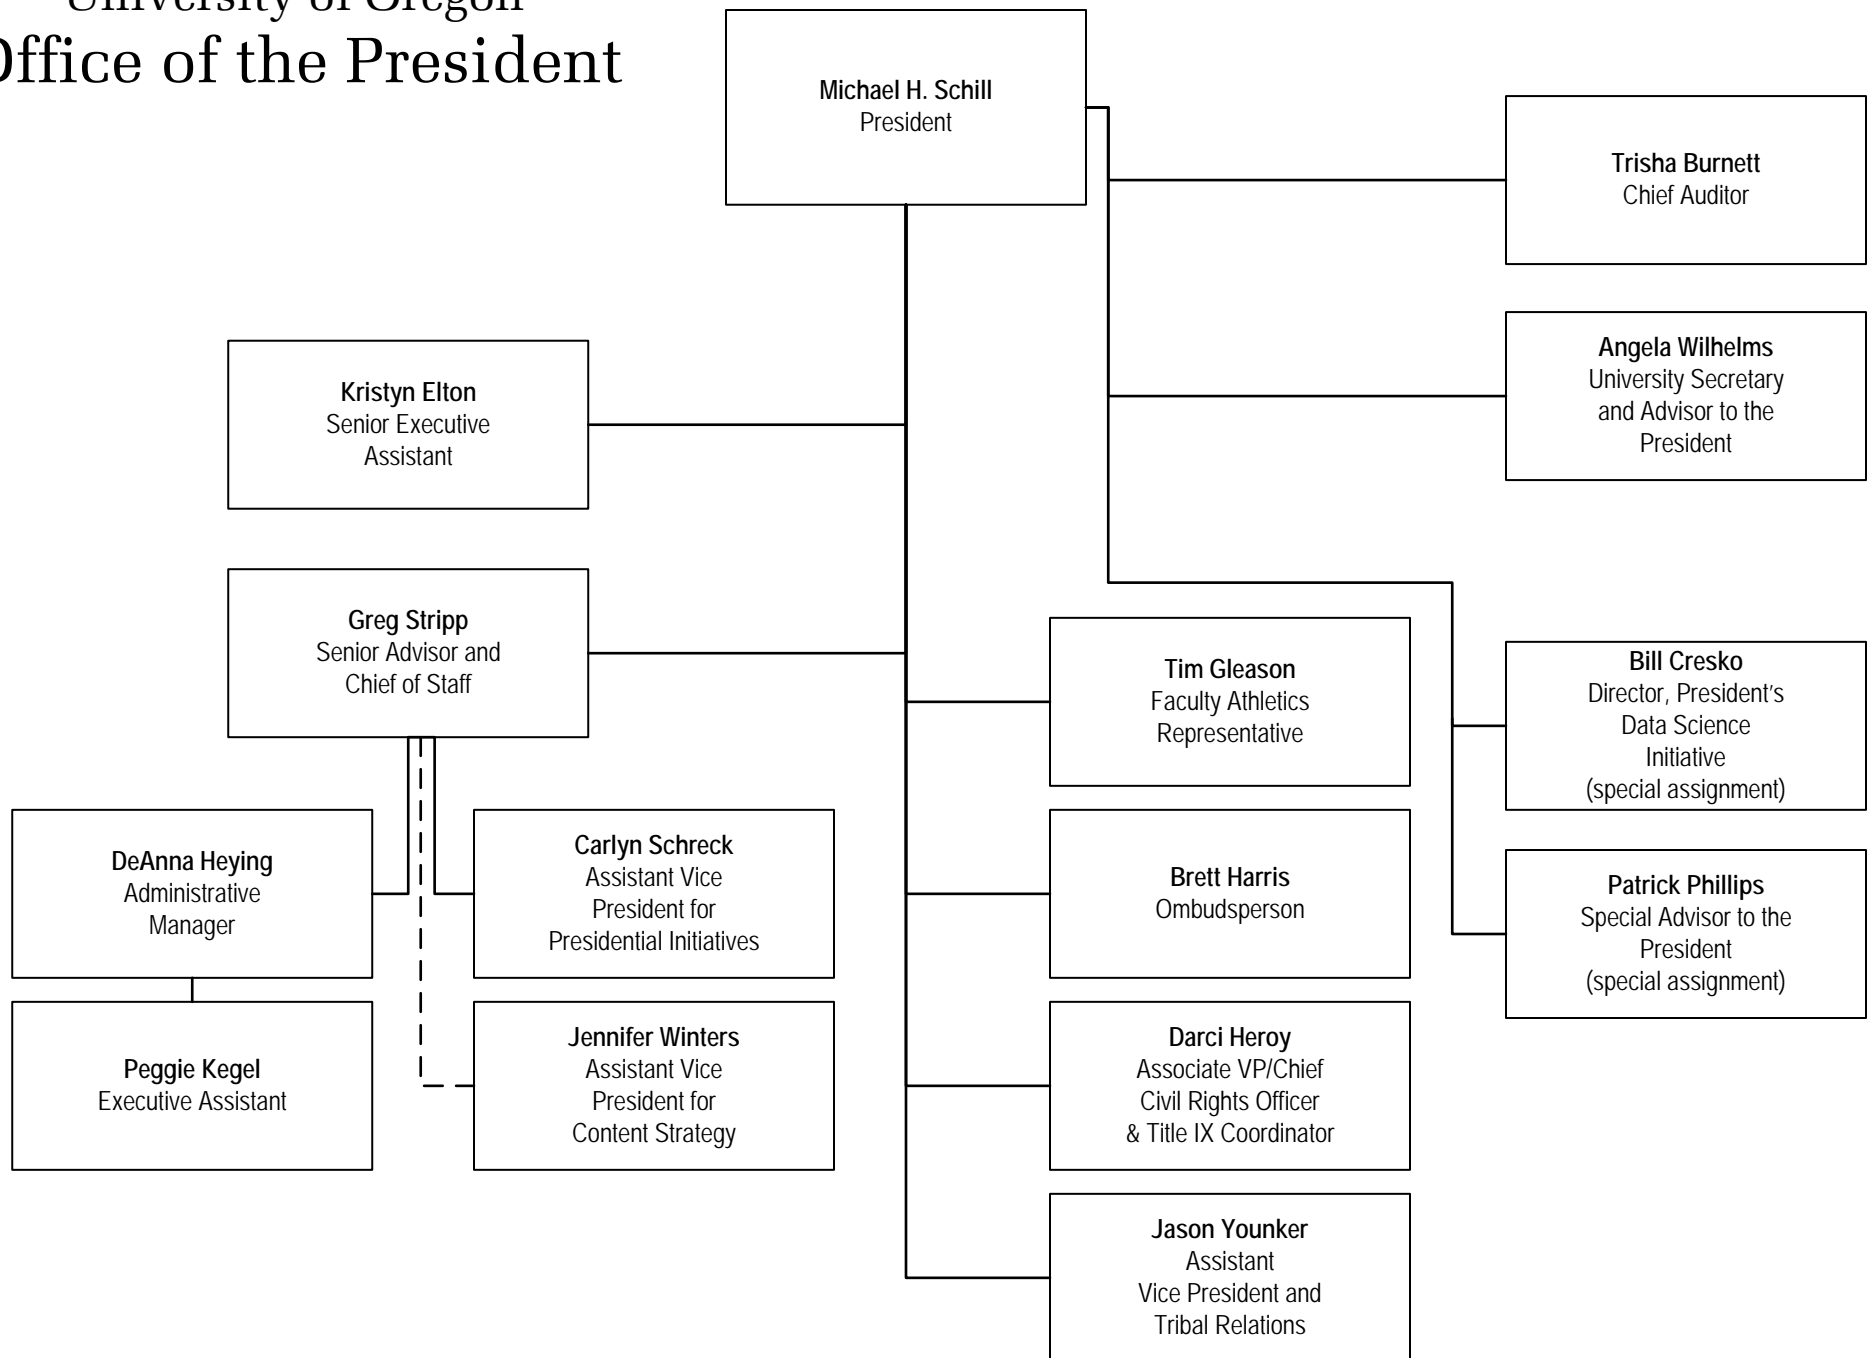 University of Oregon
Office of the President
Michael H. Schill
President
Trisha Burnett
Chief Auditor
Angela Wilhelms
University Secretary
and Advisor to the
President
Kristyn Elton
Senior Executive
Assistant
Greg Stripp
Senior Advisor and
Chief of Staff
Tim Gleason
Faculty Athletics
Representative
Bill Cresko
Director, President's
Data Science
Initiative
(special assignment)
DeAnna Heying
Administrative
Manager
Carlyn Schreck
Assistant Vice
President for
Presidential Initiatives
Brett Harris
Ombudsperson
Patrick Phillips
Special Advisor to the
President
(special assignment)
Peggie Kegel
Executive Assistant
Jennifer Winters
Assistant Vice
President for
Content Strategy
Darci Heroy
Associate VP/Chief
Civil Rights Officer
& Title IX Coordinator
Jason Younker
Assistant
Vice President and
Tribal Relations